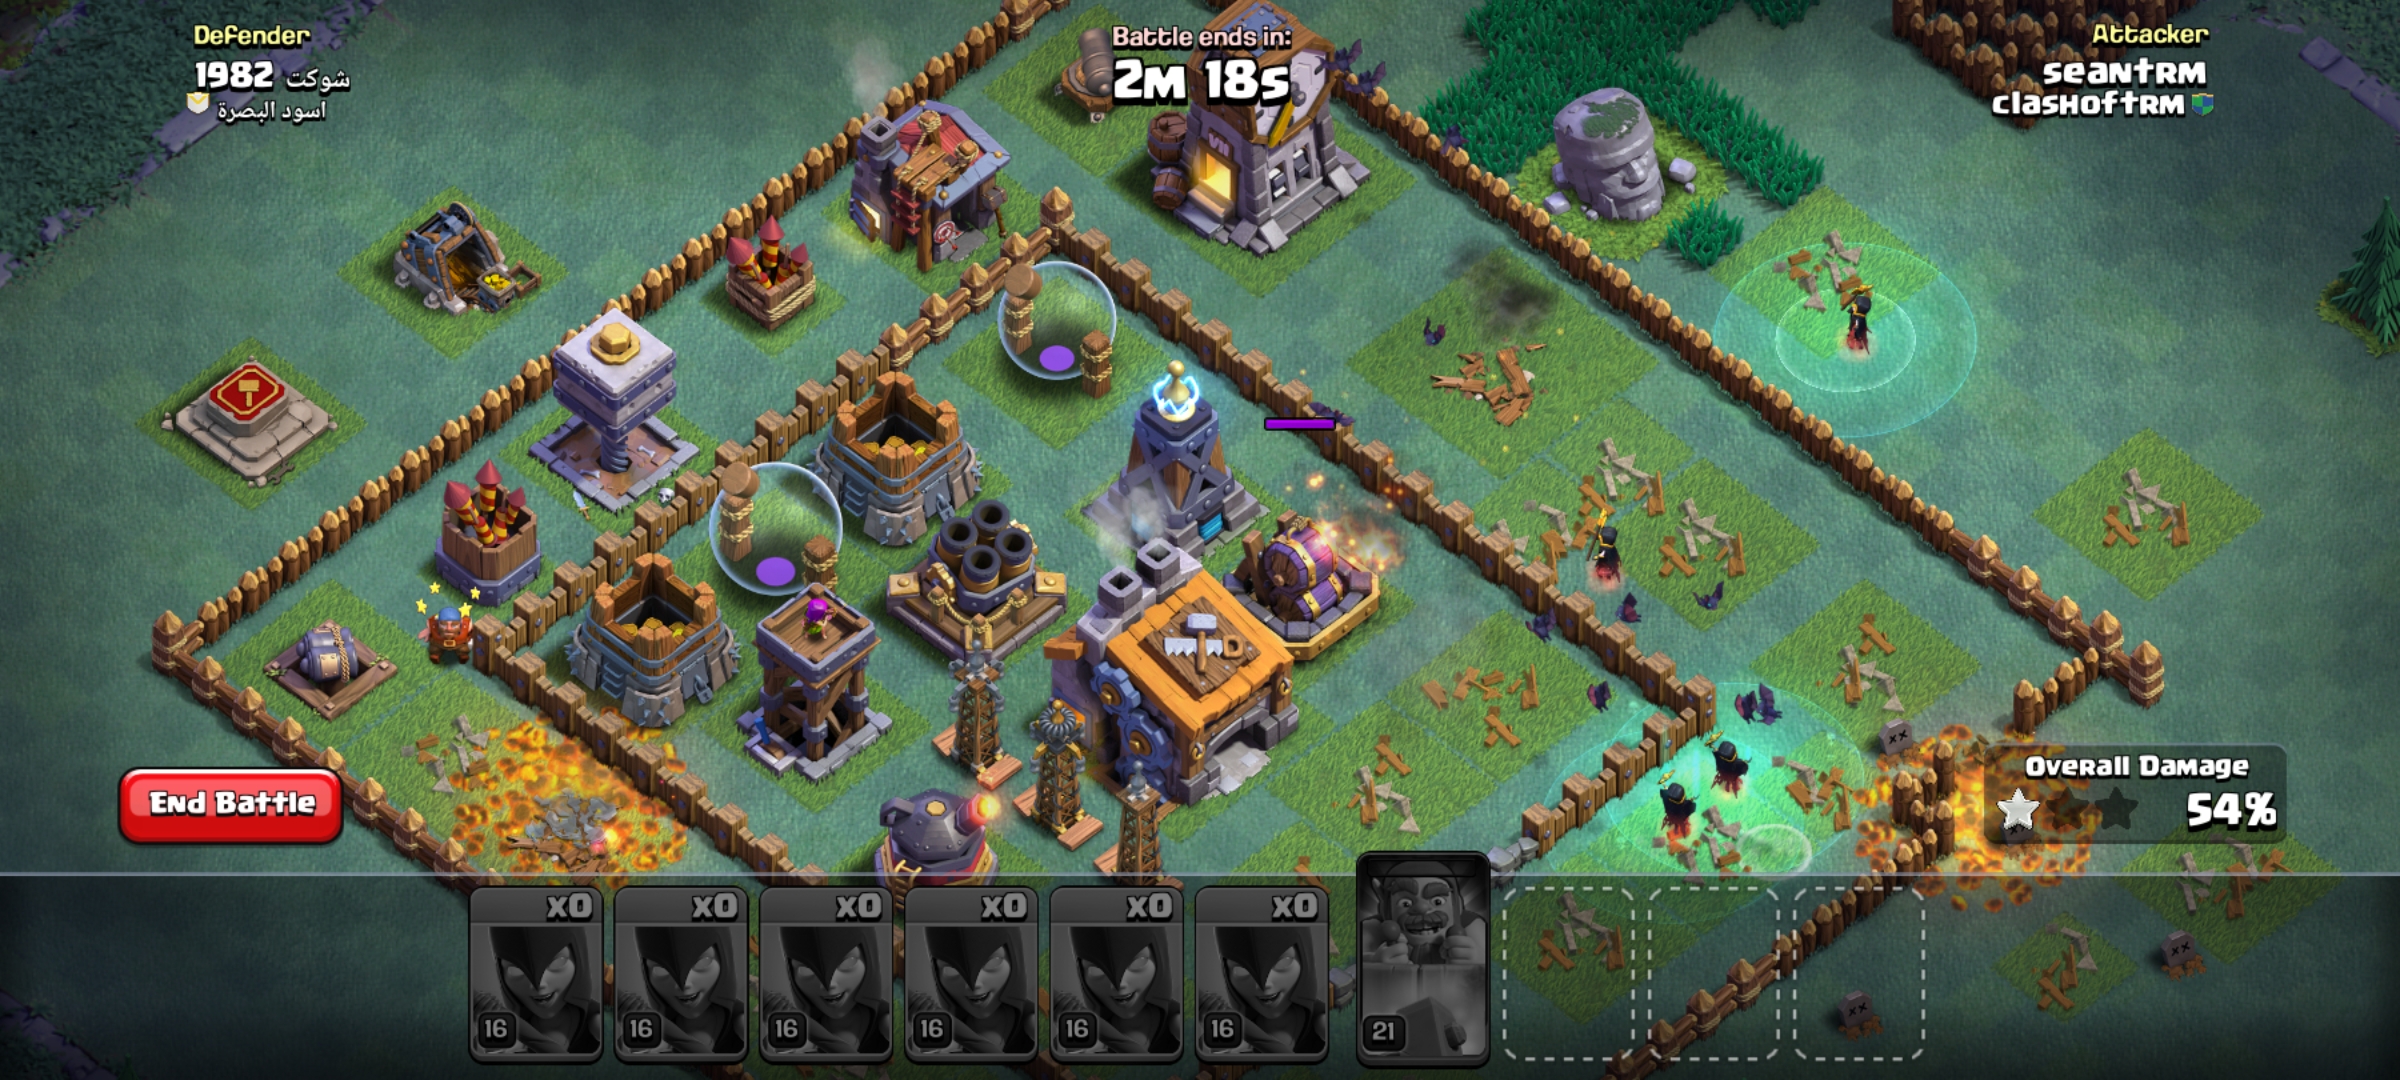 Defender
1982 شوكت
اسود البصرة
Battle ends in:
2M 18s
Attacker
seantRM
clashoftRM
VII
End Battle
Overall Damage
54%
x0
x0
x0
x0
x0
x0
16
16
16
16
16
16
21